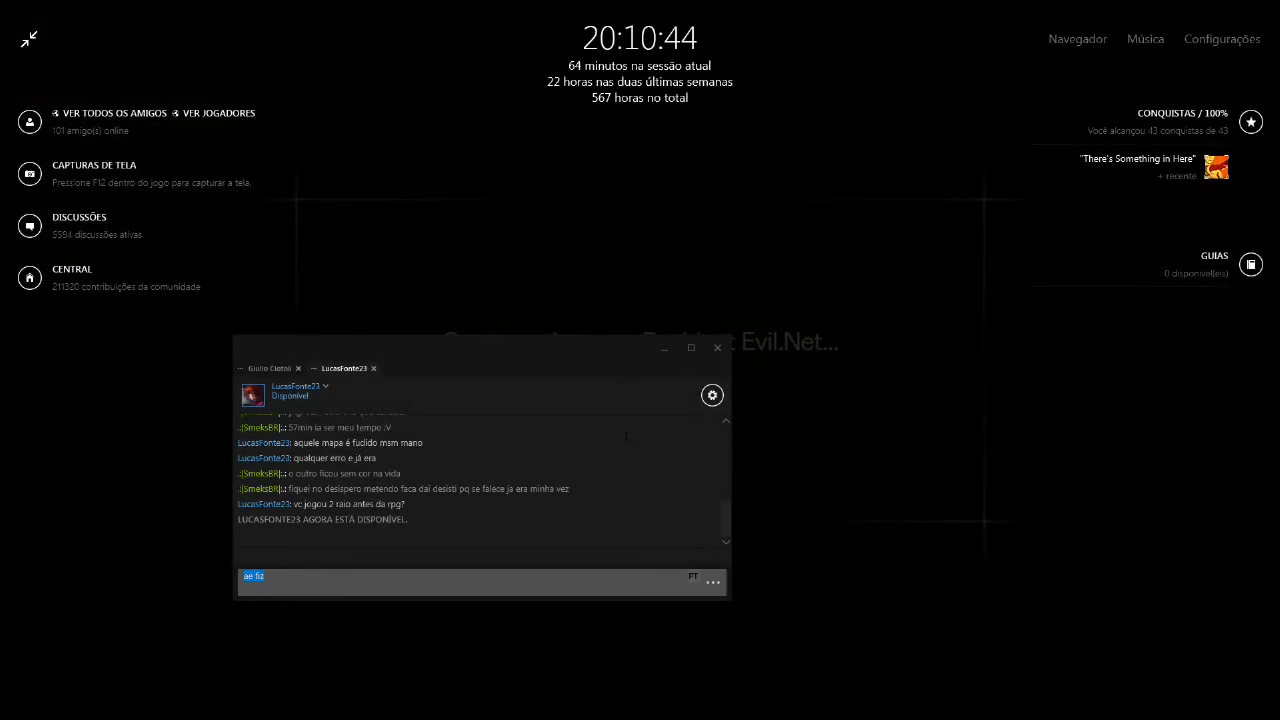 20:10:44
64 minutos na sessão atual
22 horas nas duas últimas semanas
567 horas no total
Navegador Música Configurações
VER TODOS OS AMIGOS VER JOGADORES
101 amigo(s) online
CAPTURAS DE TELA
Pressione F12 dentro do jogo para capturar a tela.
DISCUSSÕES
5594 discussões ativas
CENTRAL
211320 contribuições da comunidade
CONQUISTAS / 100%
Você alcançou 43 conquistas de 43
"There's Something in Here"
+ recente
GUIAS
0 disponível(eis)
Evil.Net...
Giulio Ciotoli LucasFonte23
LucasFonte23
Disponível
.:|SmeksBR|:.: 57min ia ser meu tempo :V
LucasFonte23: aquele mapa é fudido msm mano
LucasFonte23: qualquer erro e já era
.:|SmeksBR|:.: o outro ficou sem cor na vida
.:|SmeksBR|:.: fiquei no desispero metendo faca dai desisti pq se falece ja era minha vez
LucasFonte23: vc jogou 2 raio antes da rpg?
LUCASFONTE23 AGORA ESTÁ DISPONÍVEL.
ae fiz
PT